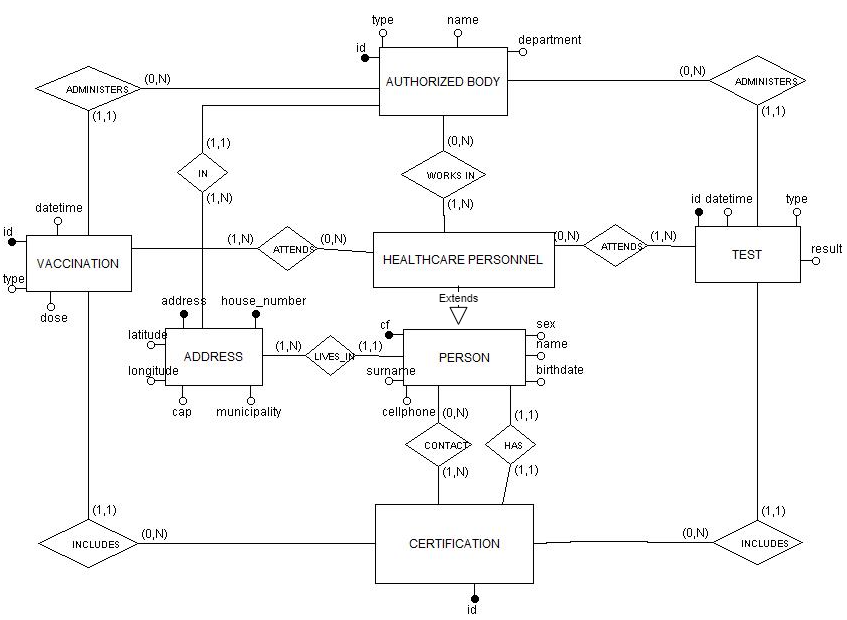 type
name
id
department
AUTHORIZED BODY
ADMINISTERS
(0,N)
(1,1)
(0,N)
ADMINISTERS
(1,1)
(1,1)
IN
(1,N)
(0,N)
WORKS IN
(1,N)
id
datetime
type
dose
VACCINATION
(1,N)
ATTENDS
(0,N)
HEALTHCARE PERSONNEL
(0,N)
ATTENDS
(1,N)
id
datetime
type
result
TEST
Extends
address
house_number
latitude
longitude
cap
municipality
ADDRESS
(1,N)
LIVES_IN
(1,1)
cf
surname
cellphone
sex
name
birthdate
PERSON
(0,N)
CONTACT
(1,N)
(1,1)
HAS
(1,1)
(1,1)
INCLUDES
(0,N)
CERTIFICATION
id
(0,N)
INCLUDES
(1,1)